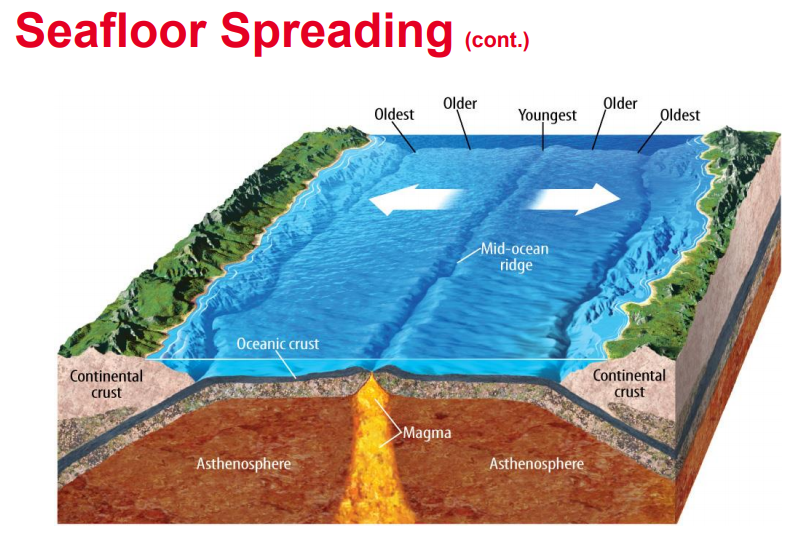 Seafloor Spreading (cont.)
Oldest
Older
Youngest
Older
Oldest
Mid-ocean
ridge
Oceanic crust
Continental
crust
Continental
crust
Magma
Asthenosphere
Asthenosphere